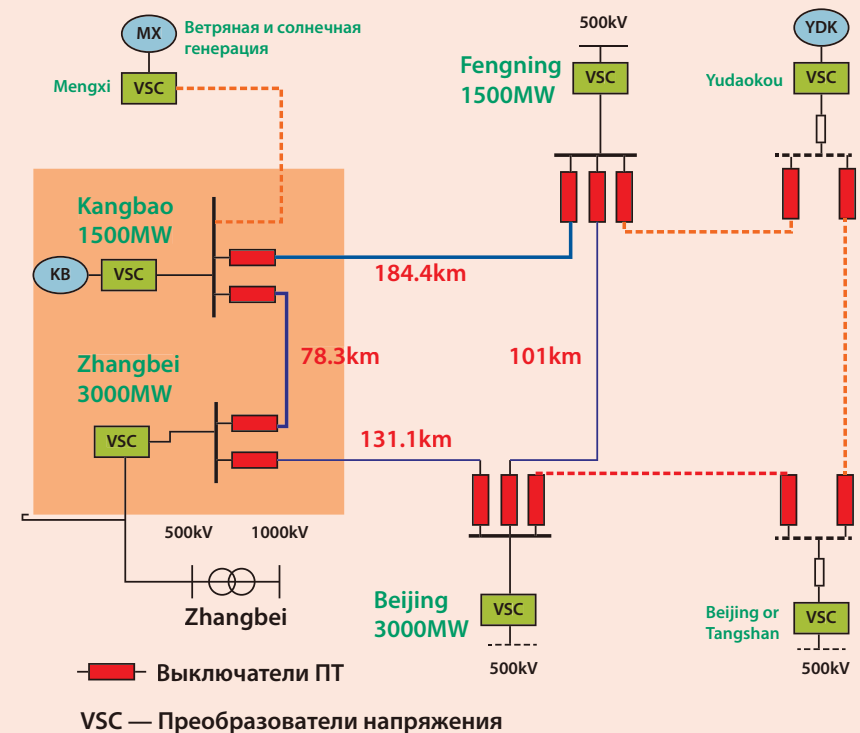 MX
Ветряная и солнечная
генерация
Mengxi
VSC
500kV
Fengning
1500MW
VSC
YDK
Yudaokou
VSC
Kangbao
1500MW
KB
VSC
184.4km
78.3km
101km
Zhangbei
3000MW
VSC
131.1km
500kV
1000kV
Zhangbei
Beijing
3000MW
VSC
500kV
Beijing or
Tangshan
VSC
500kV
Выключатели ПТ
VSC — Преобразователи напряжения